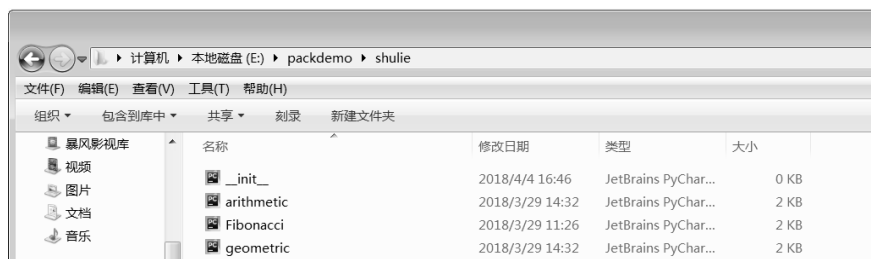 计算机 ▸ 本地磁盘 (E:) ▸ packdemo ▸ shulie
文件(F) 编辑(E) 查看(V) 工具(T) 帮助(H)
组织 包含到库中 共享 刻录 新建文件夹
暴风影视库
视频
图片
文档
音乐
名称 修改日期 类型 大小
__init__ 2018/4/4 16:46 JetBrains PyChar... 0 KB
arithmetic 2018/3/29 14:32 JetBrains PyChar... 2 KB
Fibonacci 2018/3/29 11:26 JetBrains PyChar... 2 KB
geometric 2018/3/29 14:32 JetBrains PyChar... 2 KB